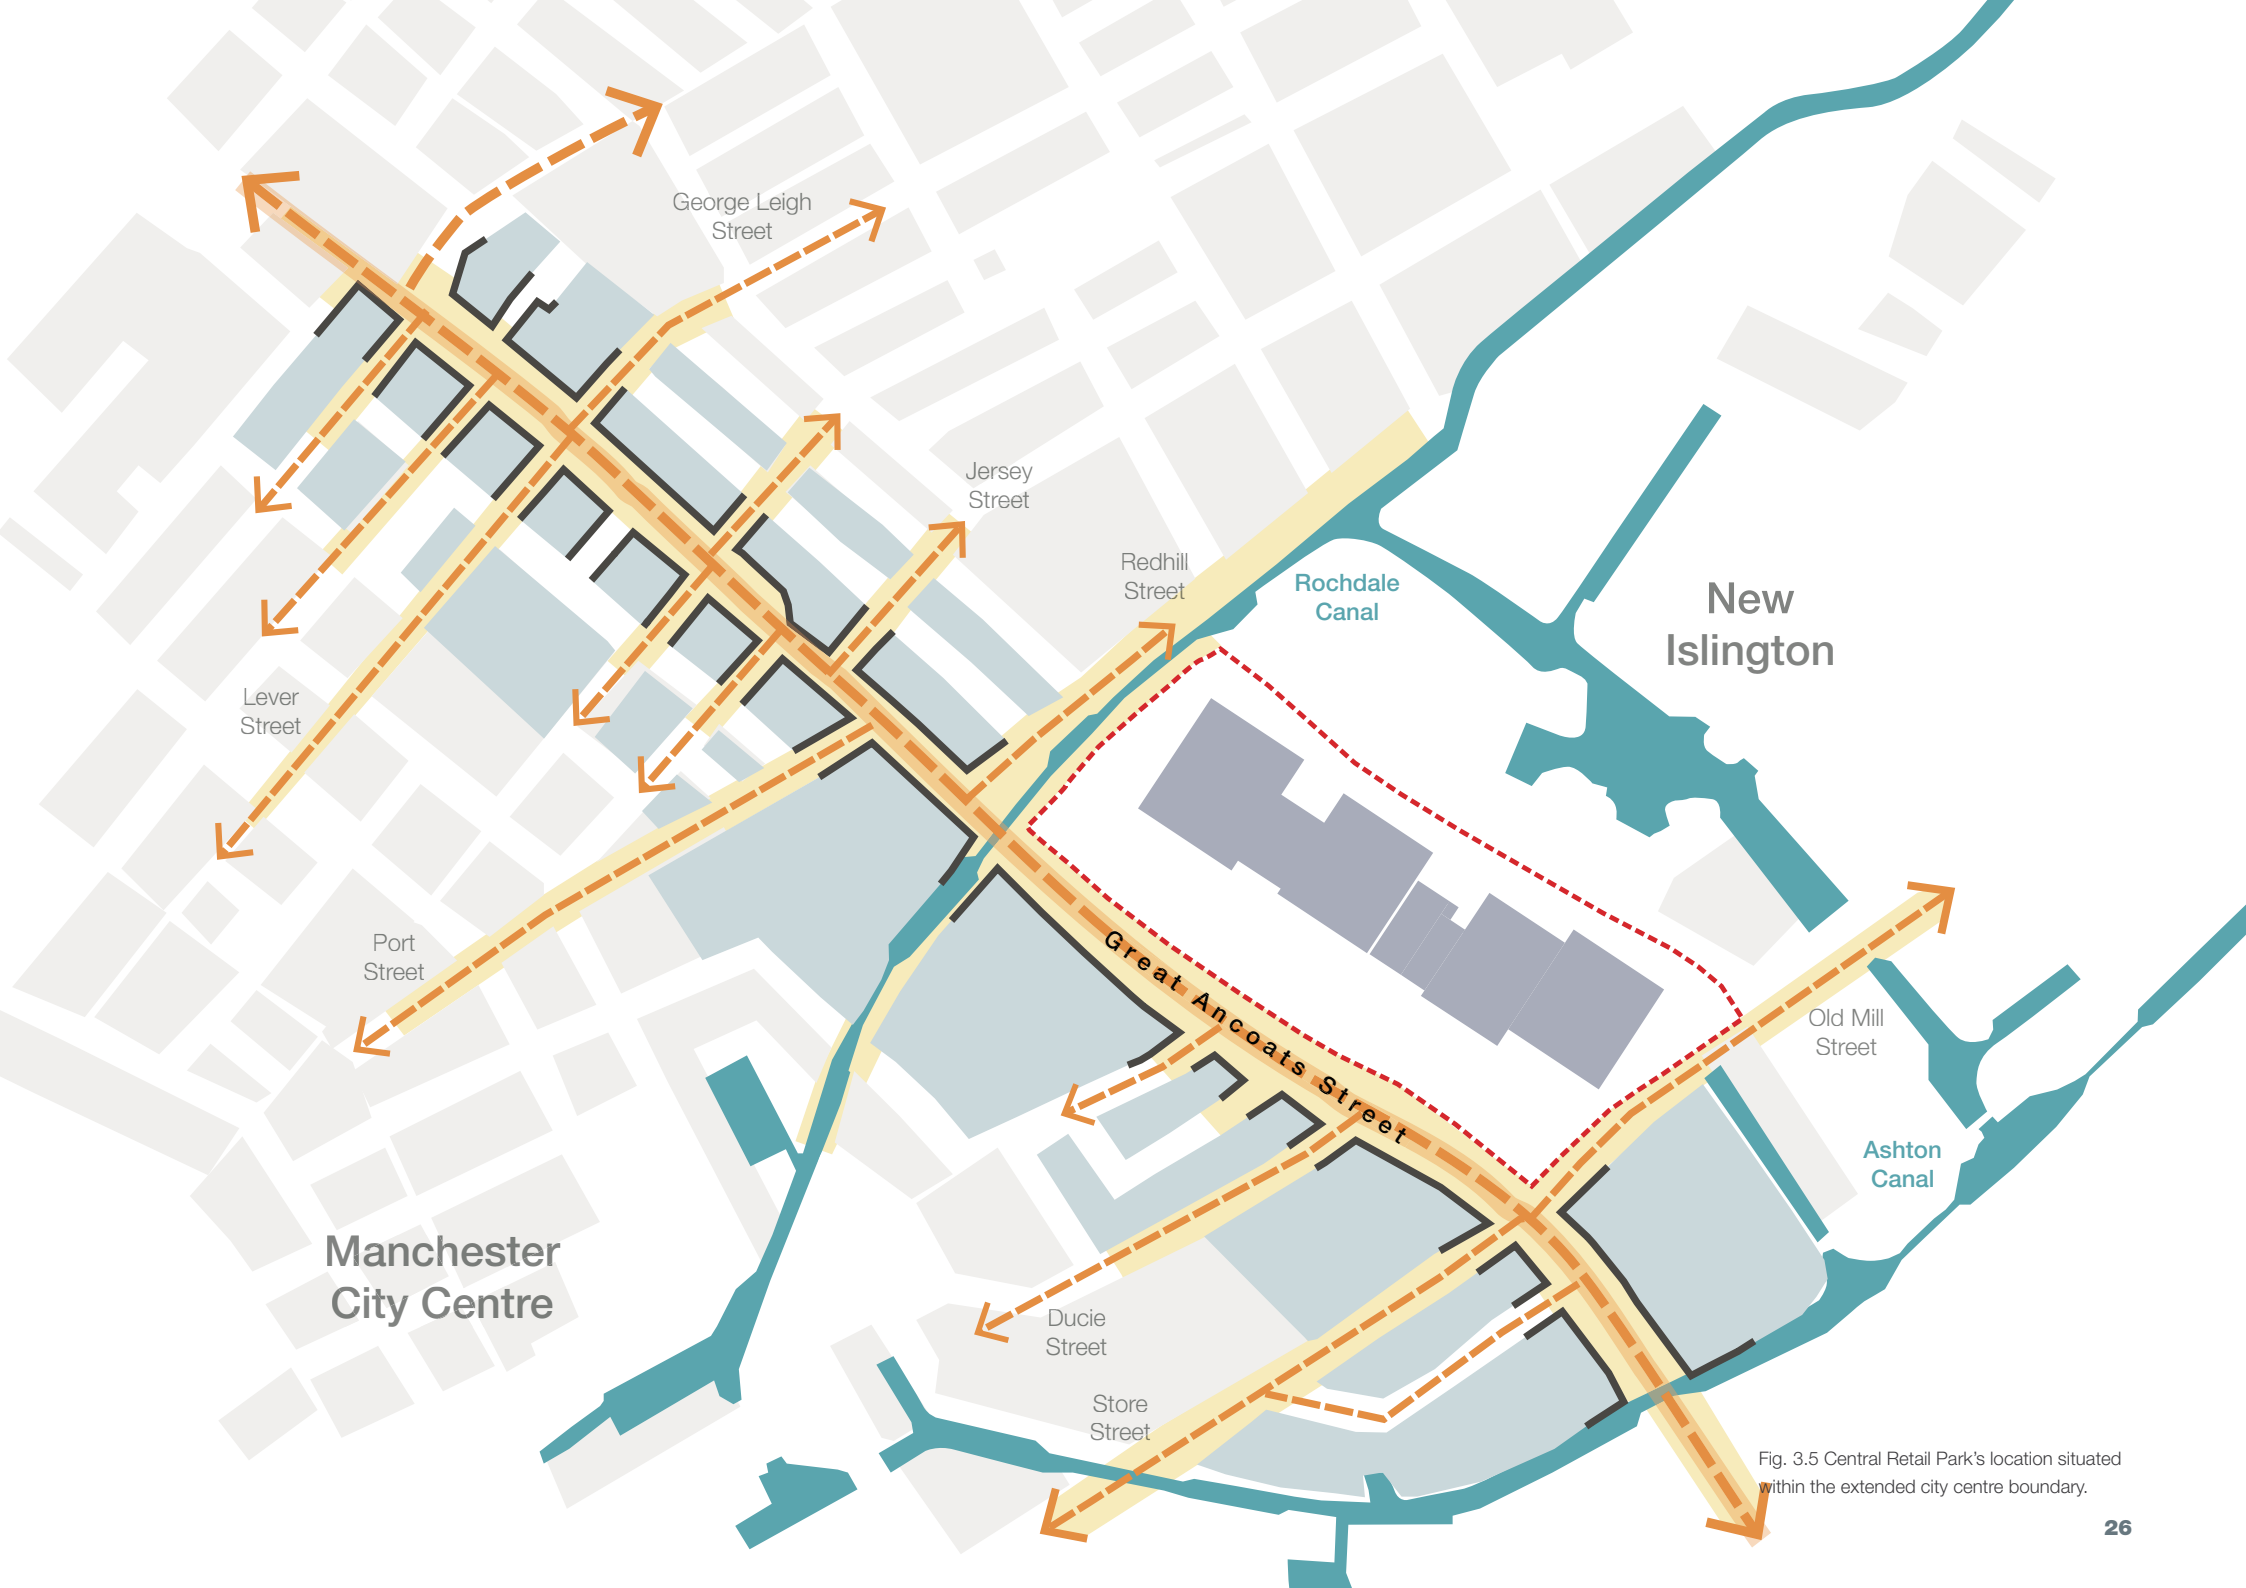 George Leigh
Street
Jersey
Street
Redhill
Street
Rochdale
Canal
New
Islington
Lever
Street
Port
Street
Great Ancoats Street
Old Mill
Street
Ashton
Canal
Manchester
City Centre
Ducie
Street
Store
Street
Fig. 3.5 Central Retail Park's location situated
within the extended city centre boundary.
26